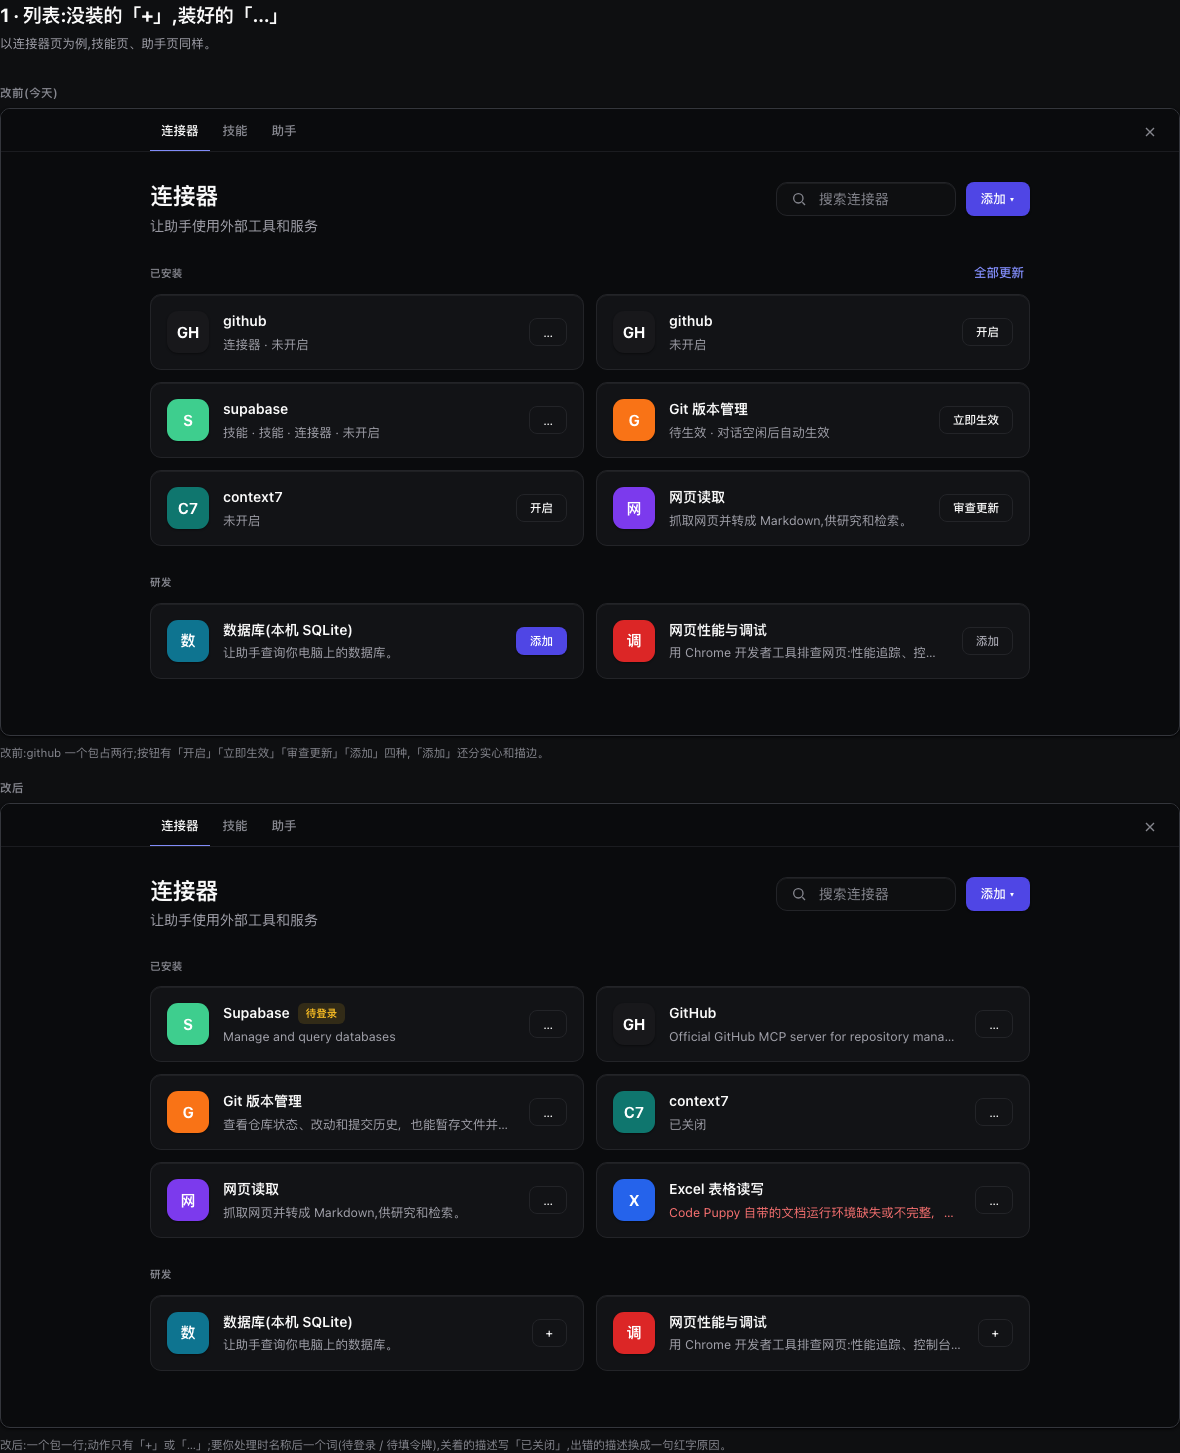 1 · 列表:没装的「+」,装好的「...」
以连接器页为例,技能页、助手页同样。
改前(今天)
连接器 技能 助手 ×
连接器
搜索连接器
添加 ▾
让助手使用外部工具和服务
已安装
全部更新
GH
github
连接器 · 未开启
...
GH
github
未开启
开启
S
supabase
技能 · 技能 · 连接器 · 未开启
...
G
Git 版本管理
待生效 · 对话空闲后自动生效
立即生效
C7
context7
未开启
开启
网
网页读取
抓取网页并转成 Markdown,供研究和检索。
审查更新
研发
数
数据库(本机 SQLite)
让助手查询你电脑上的数据库。
添加
调
网页性能与调试
用 Chrome 开发者工具排查网页:性能追踪、控...
添加
改前:github 一个包占两行;按钮有「开启」「立即生效」「审查更新」「添加」四种,「添加」还分实心和描边。
改后
连接器 技能 助手 ×
连接器
搜索连接器
添加 ▾
让助手使用外部工具和服务
已安装
S
Supabase 待登录
Manage and query databases
...
GH
GitHub
Official GitHub MCP server for repository mana...
...
G
Git 版本管理
查看仓库状态、改动和提交历史，也能暂存文件并...
...
C7
context7
已关闭
...
网
网页读取
抓取网页并转成 Markdown,供研究和检索。
...
X
Excel 表格读写
Code Puppy 自带的文档运行环境缺失或不完整，...
...
研发
数
数据库(本机 SQLite)
让助手查询你电脑上的数据库。
+
调
网页性能与调试
用 Chrome 开发者工具排查网页:性能追踪、控制台...
+
改后:一个包一行;动作只有「+」或「...」;要你处理时名称后一个词(待登录 / 待填令牌),关着的描述写「已关闭」,出错的描述换成一句红字原因。